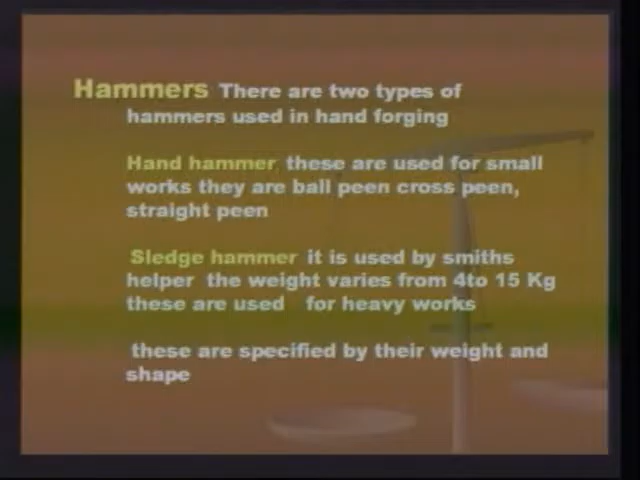 Hammers There are two types of
hammers used in hand forging
Hand hammer these are used for small
works they are ball peen cross peen,
straight peen
Sledge hammer it is used by smiths
helper the weight varies from 4to 15 Kg
these are used for heavy works
these are specified by their weight and
shape